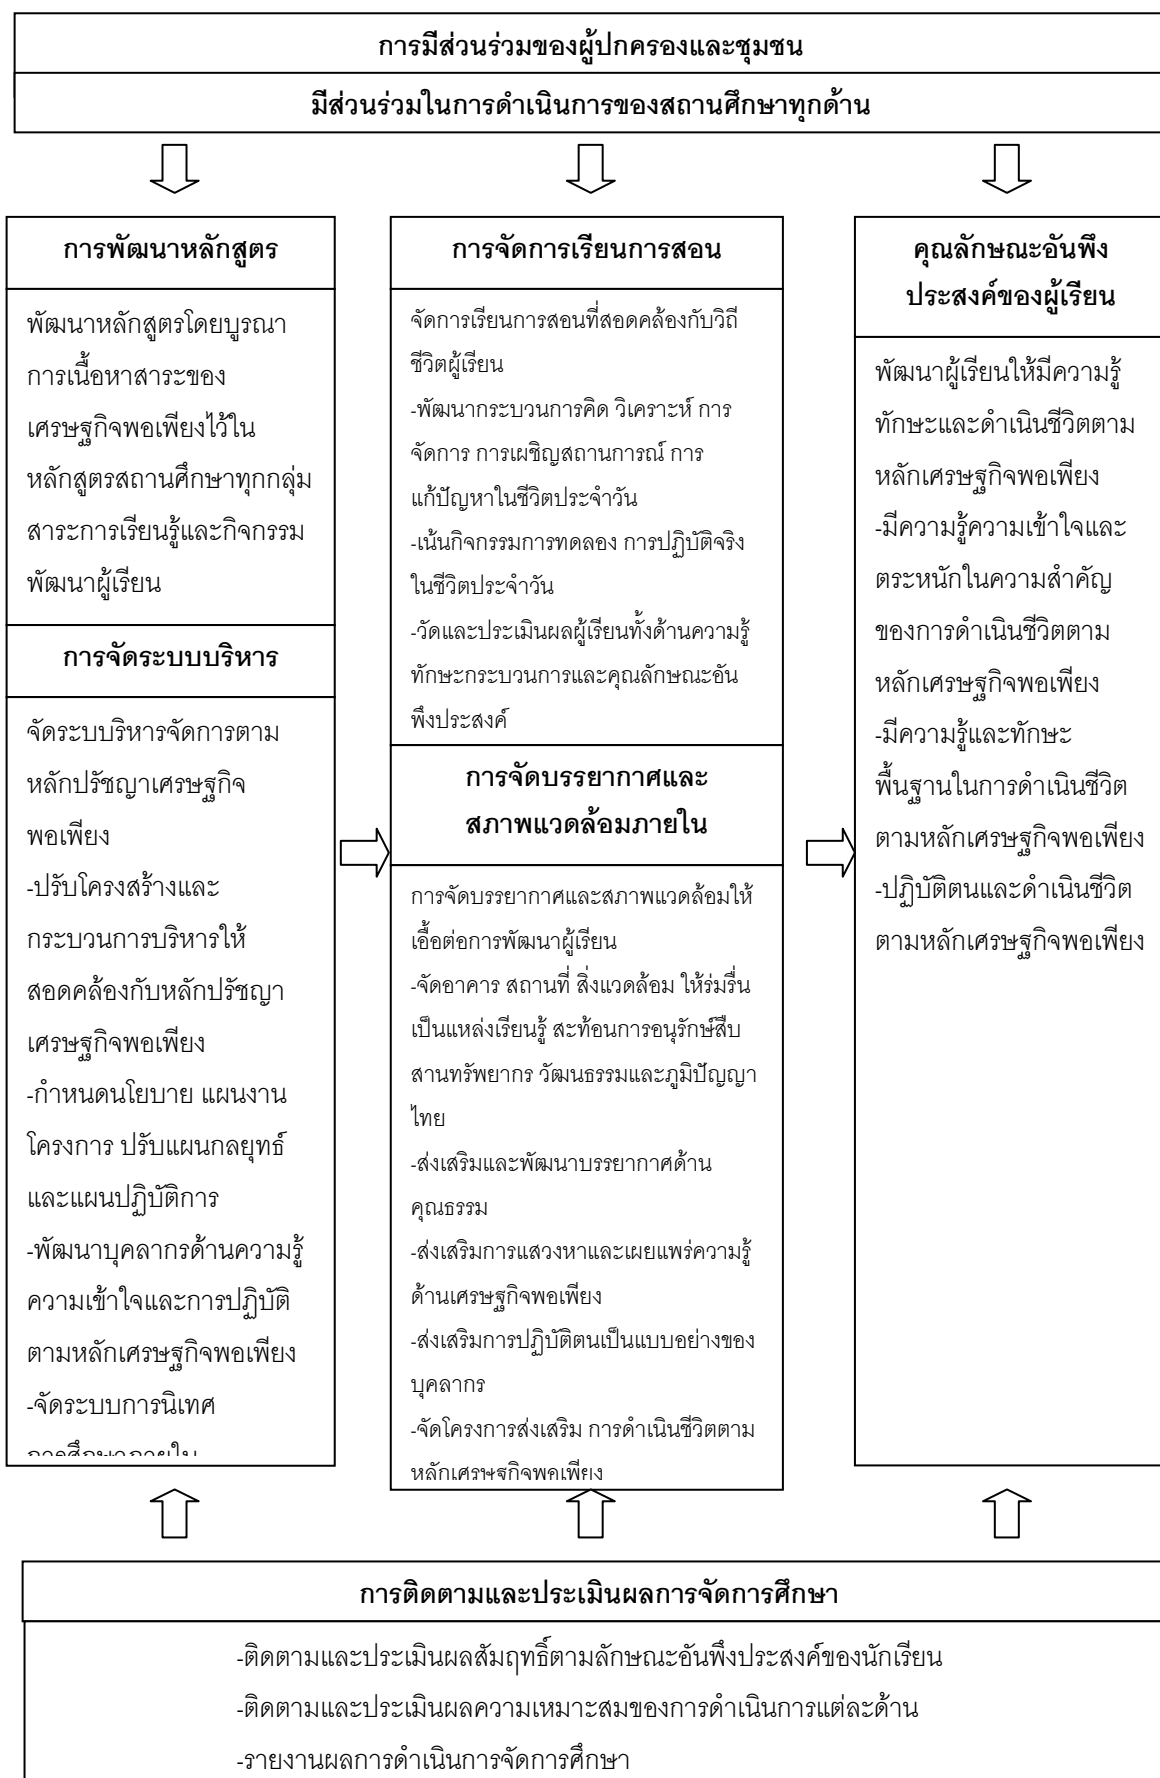 การมีส่วนร่วมของผู้ปกครองและชุมชน
มีส่วนร่วมในการดำเนินการของสถานศึกษาทุกด้าน
การพัฒนาหลักสูตร
พัฒนาหลักสูตรโดยบูรณา
การเนื้อหาสาระของ
เศรษฐกิจพอเพียงไว้ใน
หลักสูตรสถานศึกษาทุกกลุ่ม
สาระการเรียนรู้และกิจกรรม
พัฒนาผู้เรียน
การจัดระบบบริหาร
จัดระบบริหารจัดการตาม
หลักปรัชญาเศรษฐกิจ
พอเพียง
-ปรับโครงสร้างและ
กระบวนการบริหารให้
สอดคล้องกับหลักปรัชญา
เศรษฐกิจพอเพียง
-กำหนดนโยบาย แผนงาน
โครงการ ปรับแผนกลยุทธ์
และแผนปฏิบัติการ
-พัฒนาบุคลากรด้านความรู้
ความเข้าใจและการปฏิบัติ
ตามหลักเศรษฐกิจพอเพียง
-จัดระบบการนิเทศ
การศึกษาภายใน
การจัดการเรียนการสอน
จัดการเรียนการสอนที่สอดคล้องกับวิถี
ชีวิตผู้เรียน
-พัฒนากระบวนการคิด วิเคราะห์ การ
จัดการ การเผชิญสถานการณ์ การ
แก้ปัญหาในชีวิตประจำวัน
-เน้นกิจกรรมการทดลอง การปฏิบัติจริง
ในชีวิตประจำวัน
-วัดและประเมินผลผู้เรียนทั้งด้านความรู้
ทักษะกระบวนการและคุณลักษณะอัน
พึงประสงค์
การจัดบรรยากาศและ
สภาพแวดล้อมภายใน
การจัดบรรยากาศและสภาพแวดล้อมให้
เอื้อต่อการพัฒนาผู้เรียน
-จัดอาคาร สถานที่ สิ่งแวดล้อม ให้ร่มรื่น
เป็นแหล่งเรียนรู้ สะท้อนการอนุรักษ์สืบ
สานทรัพยากร วัฒนธรรมและภูมิปัญญา
ไทย
-ส่งเสริมและพัฒนาบรรยากาศด้าน
คุณธรรม
-ส่งเสริมการแสวงหาและเผยแพร่ความรู้
ด้านเศรษฐกิจพอเพียง
-ส่งเสริมการปฏิบัติตนเป็นแบบอย่างของ
บุคลากร
-จัดโครงการส่งเสริม การดำเนินชีวิตตาม
หลักเศรษฐกิจพอเพียง
คุณลักษณะอันพึง
ประสงค์ของผู้เรียน
พัฒนาผู้เรียนให้มีความรู้
ทักษะและดำเนินชีวิตตาม
หลักเศรษฐกิจพอเพียง
-มีความรู้ความเข้าใจและ
ตระหนักในความสำคัญ
ของการดำเนินชีวิตตาม
หลักเศรษฐกิจพอเพียง
-มีความรู้และทักษะ
พื้นฐานในการดำเนินชีวิต
ตามหลักเศรษฐกิจพอเพียง
-ปฏิบัติตนและดำเนินชีวิต
ตามหลักเศรษฐกิจพอเพียง
การติดตามและประเมินผลการจัดการศึกษา
-ติดตามและประเมินผลสัมฤทธิ์ตามลักษณะอันพึงประสงค์ของนักเรียน
-ติดตามและประเมินผลความเหมาะสมของการดำเนินการแต่ละด้าน
-รายงานผลการดำเนินการจัดการศึกษา